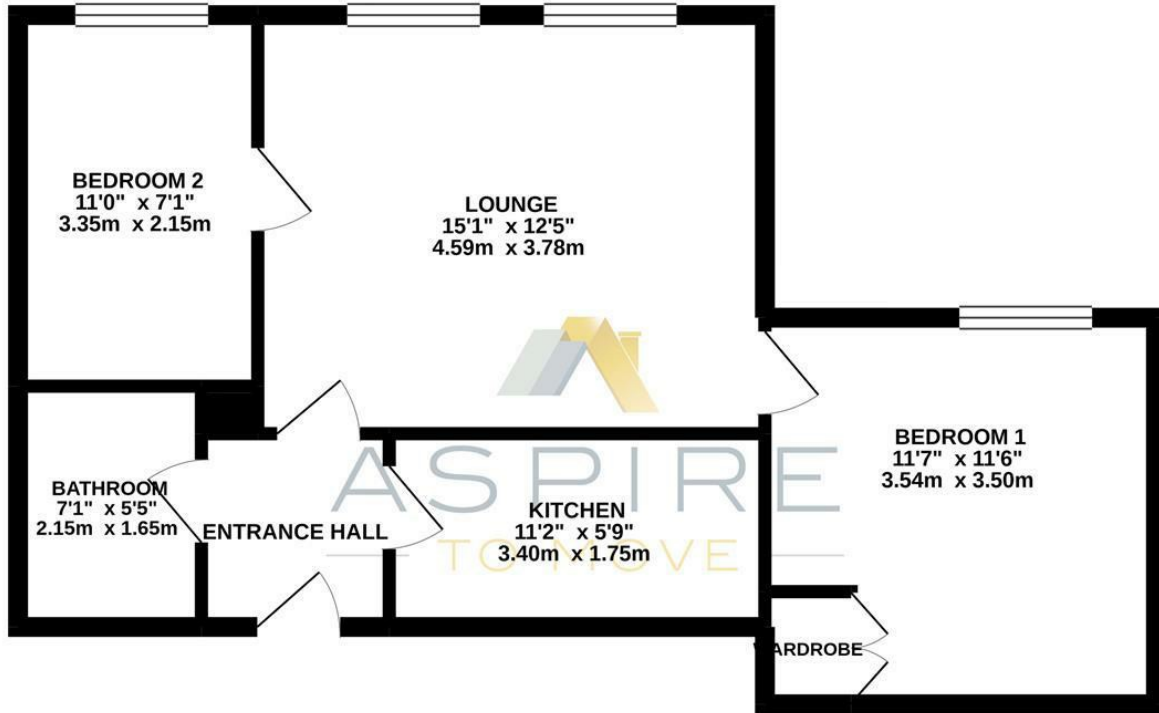 BEDROOM 2
11'0" x 7'1"
3.35m x 2.15m
LOUNGE
15'1" x 12'5"
4.59m x 3.78m
BEDROOM 1
11'7" x 11'6"
3.54m x 3.50m
BATHROOM
7'1" x 5'5"
2.15m x 1.65m
ENTRANCE HALL
KITCHEN
11'2" x 5'9"
3.40m x 1.75m
WARDROBE
ASPIRE
TO MOVE